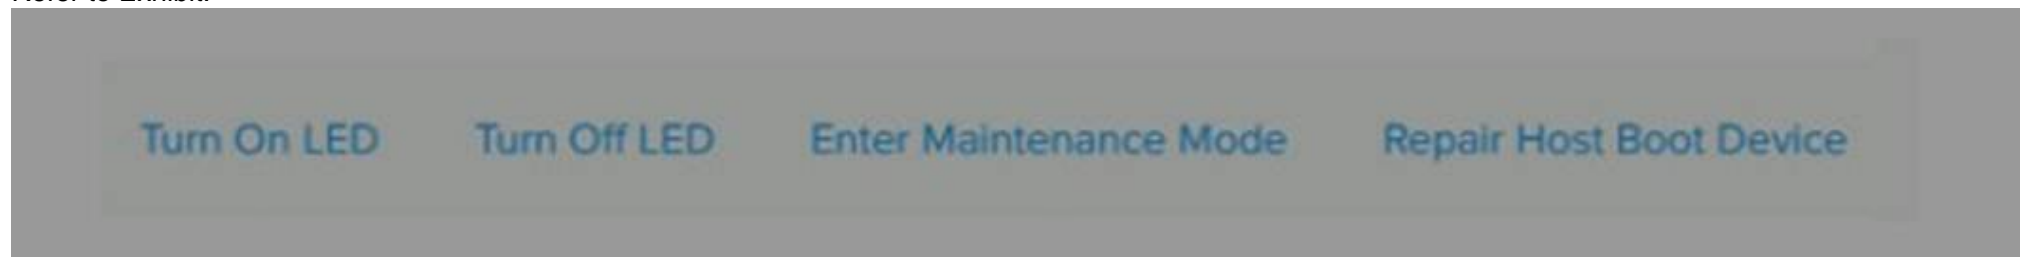 Turn On LED Turn Off LED Enter Maintenance Mode Repair Host Boot Device